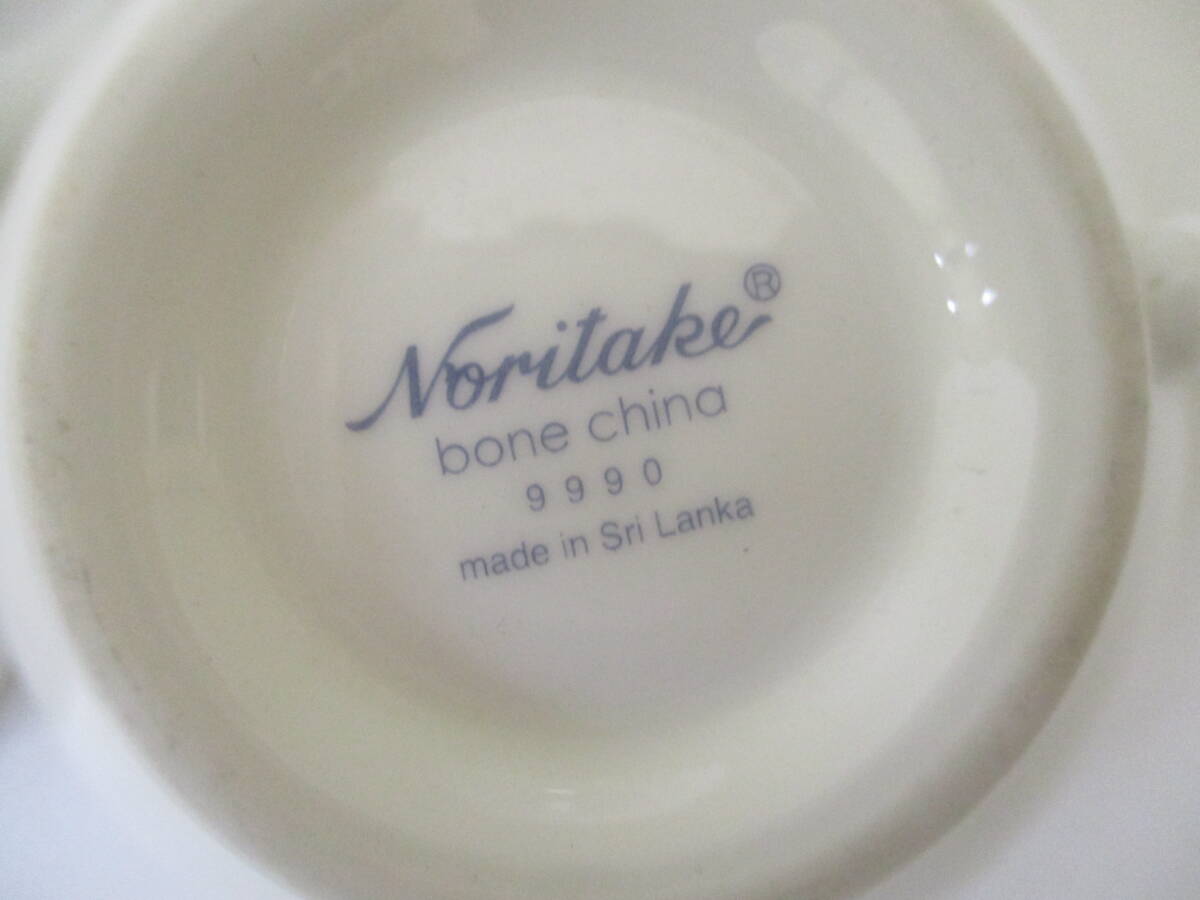 Noritake®
bone china
9990
made in Sri Lanka